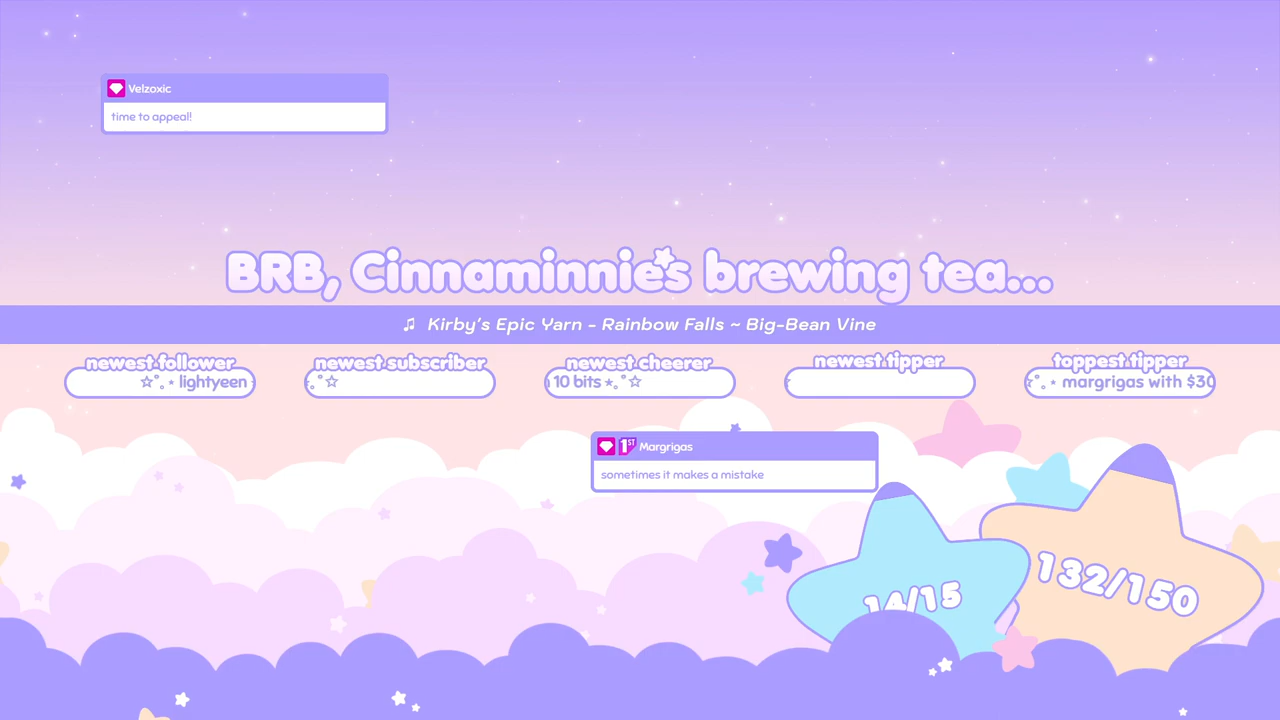 Velzoxic
time to appeal!
BRB, Cinnaminnie's brewing tea...
♫ Kirby's Epic Yarn - Rainbow Falls ~ Big-Bean Vine
newest follower
☆ﾟ. ⋆ lightyeen
newest subscriber
.ﾟ☆
newest cheerer
10 bits ⋆.ﾟ☆
newest tipper
toppest tipper
☆ﾟ. ⋆ margrigas with $30
1ST Margrigas
sometimes it makes a mistake
14/15
132/150